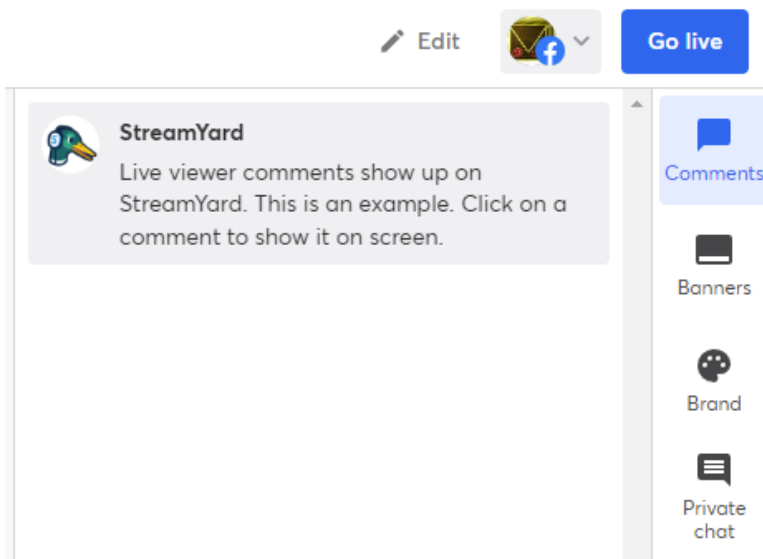 Edit
Go live
StreamYard
Live viewer comments show up on
StreamYard. This is an example. Click on a
comment to show it on screen.
Comments
Banners
Brand
Private
chat